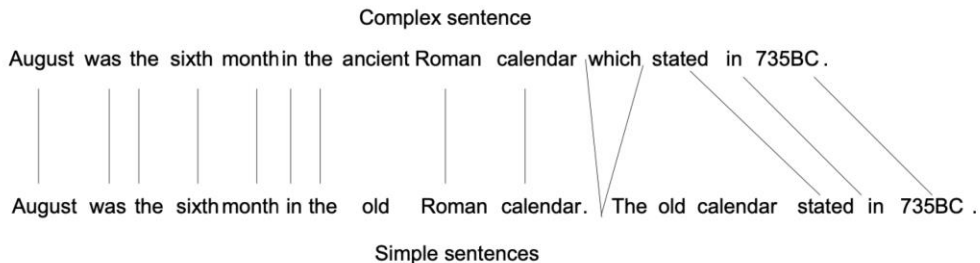 Complex sentence
August was the sixth month in the ancient Roman calendar which stated in 735BC.
August was the sixth month in the old Roman calendar. The old calendar stated in 735BC.
Simple sentences